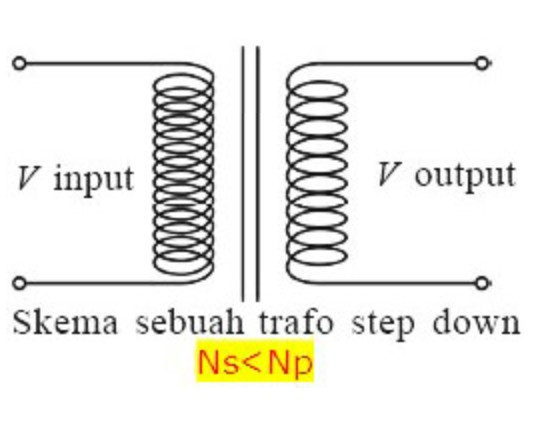 V input
V output
Skema sebuah trafo step down
Ns<Np